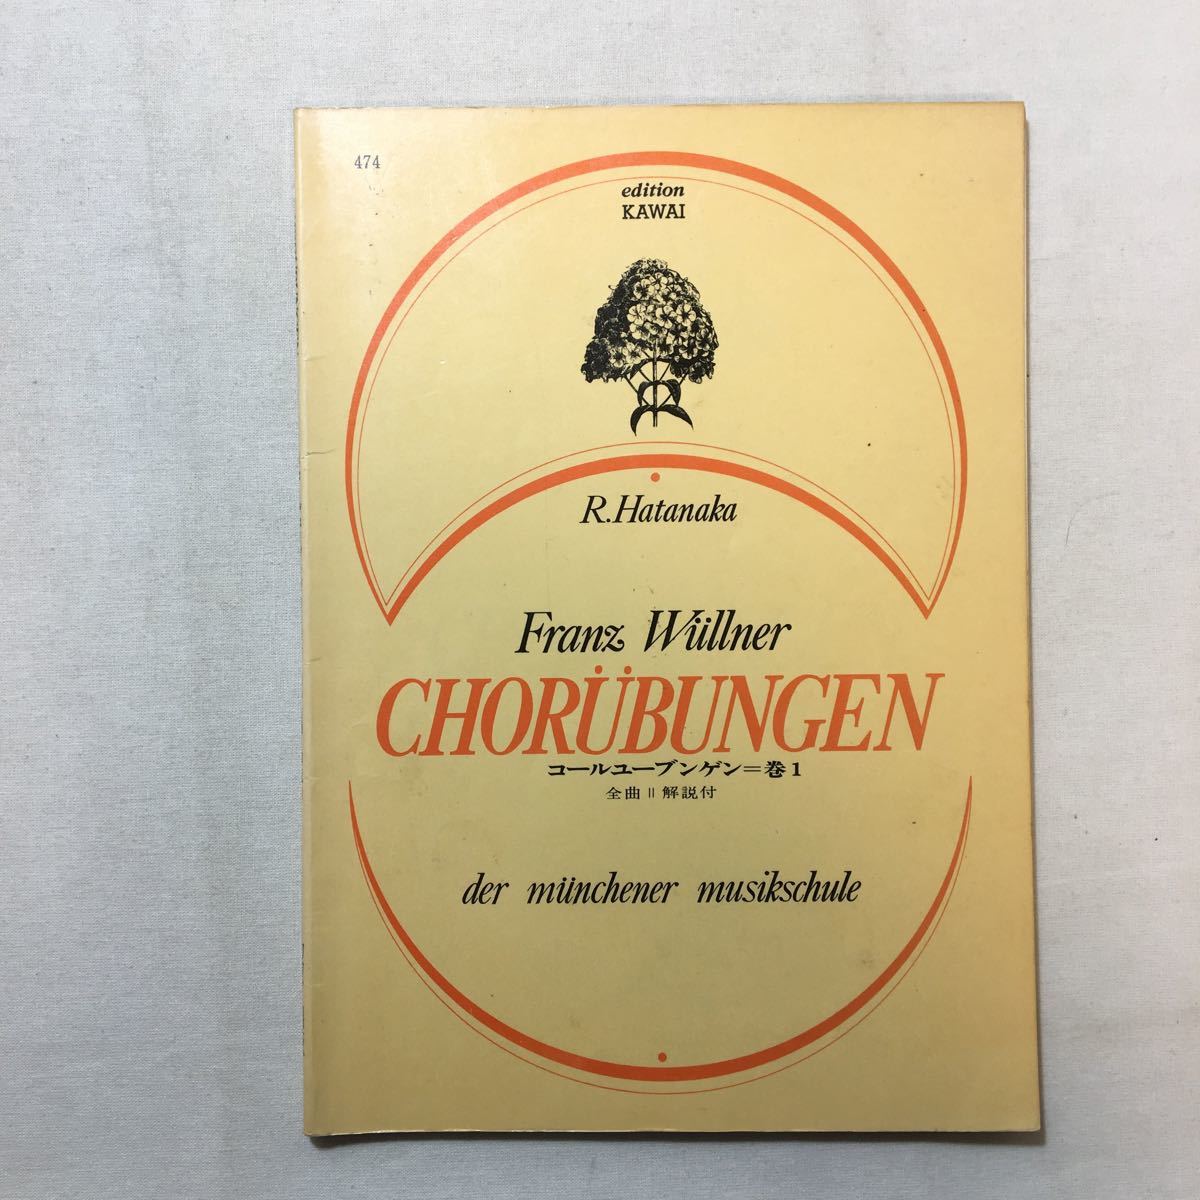 474
edition
KAWAI
R.Hatanaka
Franz Wüllner
CHORÜBUNGEN
コールユーブンゲン＝巻1
全曲 || 解説付
der münchener musikschule